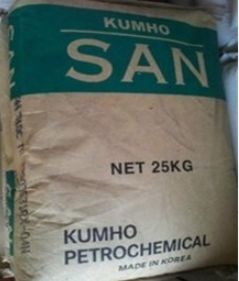 KUMHO
SAN
NET 25KG
KUMHO
PETROCHEMICAL
MADE IN KOREA